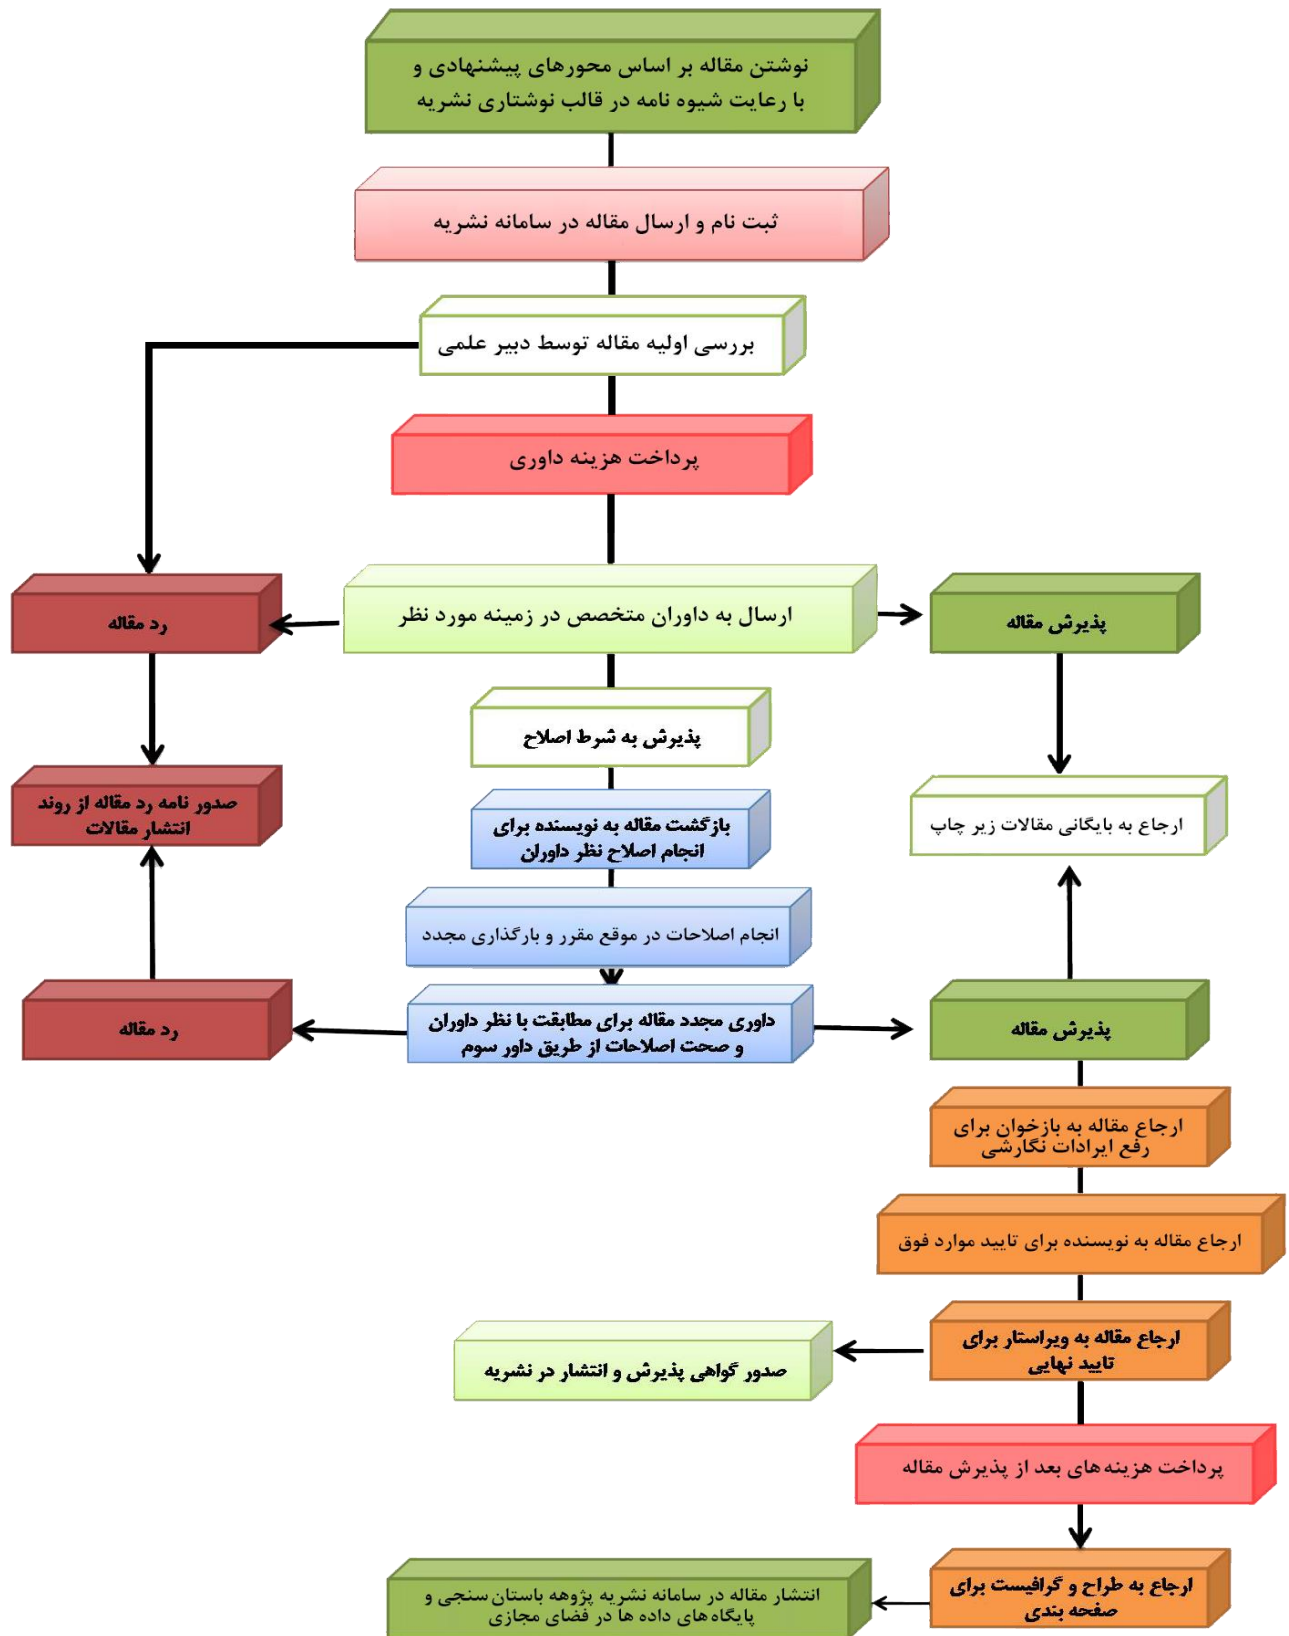 نوشتن مقاله بر اساس محورهای پیشنهادی و
با رعایت شیوه نامه در قالب نوشتاری نشریه
ثبت نام و ارسال مقاله در سامانه نشریه
بررسی اولیه مقاله توسط دبیر علمی
پرداخت هزینه داوری
ارسال به داوران متخصص در زمینه مورد نظر
پذیرش مقاله
رد مقاله
پذیرش به شرط اصلاح
ارجاع به بایگانی مقالات زیر چاپ
صدور نامه رد مقاله از روند
انتشار مقالات
بازگشت مقاله به نویسنده برای
انجام اصلاح نظر داوران
انجام اصلاحات در موقع مقرر و بارگذاری مجدد
داوری مجدد مقاله برای مطابقت با نظر داوران
و صحت اصلاحات از طریق داور سوم
پذیرش مقاله
رد مقاله
ارجاع مقاله به بازخوان برای
رفع ایرادات نگارشی
ارجاع مقاله به نویسنده برای تایید موارد فوق
ارجاع مقاله به ویراستار برای
تایید نهایی
صدور گواهی پذیرش و انتشار در نشریه
پرداخت هزینه های بعد از پذیرش مقاله
ارجاع به طراح و گرافیست برای
صفحه بندی
انتشار مقاله در سامانه نشریه پژوهه باستان سنجی و
پایگاه های داده ها در فضای مجازی